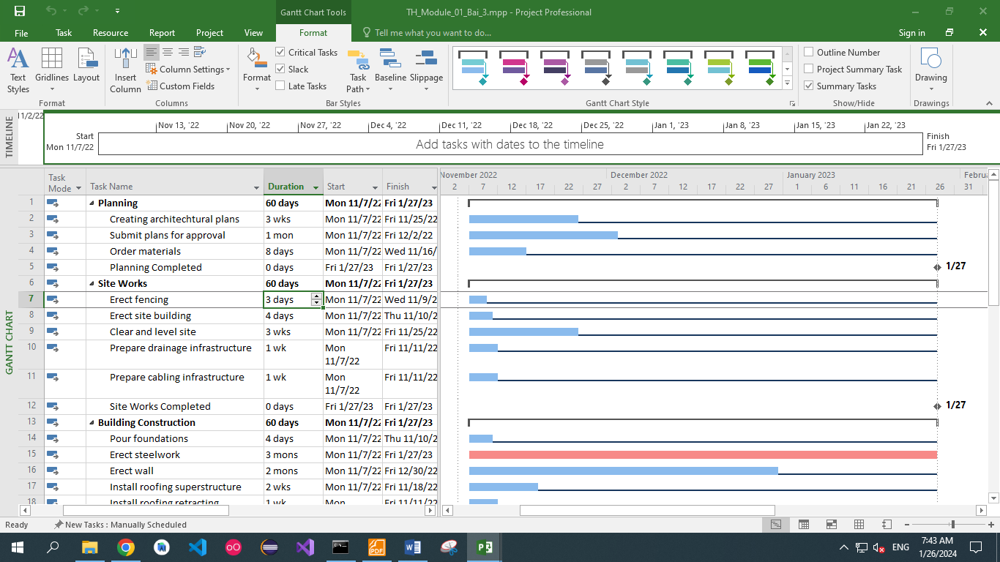 Gantt Chart Tools
TH_Module_01_Bai_3.mpp - Project Professional
File Task Resource Report Project View Format Tell me what you want to do... Sign in
Text Styles
Gridlines
Layout
Format
Insert Column
Column Settings
Custom Fields
Columns
Format
Critical Tasks
Slack
Late Tasks
Task Path
Baseline
Slippage
Bar Styles
Gantt Chart Style
Outline Number
Project Summary Task
Summary Tasks
Show/Hide
Drawing
Drawings
TIMELINE
11/2/22
Nov 13, '22 Nov 20, '22 Nov 27, '22 Dec 4, '22 Dec 11, '22 Dec 18, '22 Dec 25, '22 Jan 1, '23 Jan 8, '23 Jan 15, '23 Jan 22, '23
Start
Mon 11/7/22
Add tasks with dates to the timeline
Finish
Fri 1/27/23
GANTT CHART
Task Mode Task Name Duration Start Finish
November 2022 December 2022 January 2023 Februa
2 7 12 17 22 27 2 7 12 17 22 27 1 6 11 16 21 26 31
1 Planning 60 days Mon 11/7/22 Fri 1/27/23
2 Creating architechtural plans 3 wks Mon 11/7/22 Fri 11/25/22
3 Submit plans for approval 1 mon Mon 11/7/22 Fri 12/2/22
4 Order materials 8 days Mon 11/7/22 Wed 11/16/
5 Planning Completed 0 days Fri 1/27/23 Fri 1/27/23 1/27
6 Site Works 60 days Mon 11/7/22 Fri 1/27/23
7 Erect fencing 3 days Mon 11/7/22 Wed 11/9/2
8 Erect site building 4 days Mon 11/7/22 Thu 11/10/2
9 Clear and level site 3 wks Mon 11/7/22 Fri 11/25/22
10 Prepare drainage infrastructure 1 wk Mon 11/7/22 Fri 11/11/22
11 Prepare cabling infrastructure 1 wk Mon 11/7/22 Fri 11/11/22
12 Site Works Completed 0 days Fri 1/27/23 Fri 1/27/23 1/27
13 Building Construction 60 days Mon 11/7/22 Fri 1/27/23
14 Pour foundations 4 days Mon 11/7/22 Thu 11/10/2
15 Erect steelwork 3 mons Mon 11/7/22 Fri 1/27/23
16 Erect wall 2 mons Mon 11/7/22 Fri 12/30/22
17 Install roofing superstructure 2 wks Mon 11/7/22 Fri 11/18/22
18 Install roofing retracting 1 wk Mon Fri 11/11/22
Ready New Tasks : Manually Scheduled
ENG
7:43 AM
1/26/2024